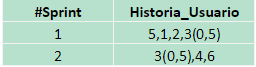 #Sprint Historia_Usuario
1 5,1,2,3(0,5)
2 3(0,5),4,6